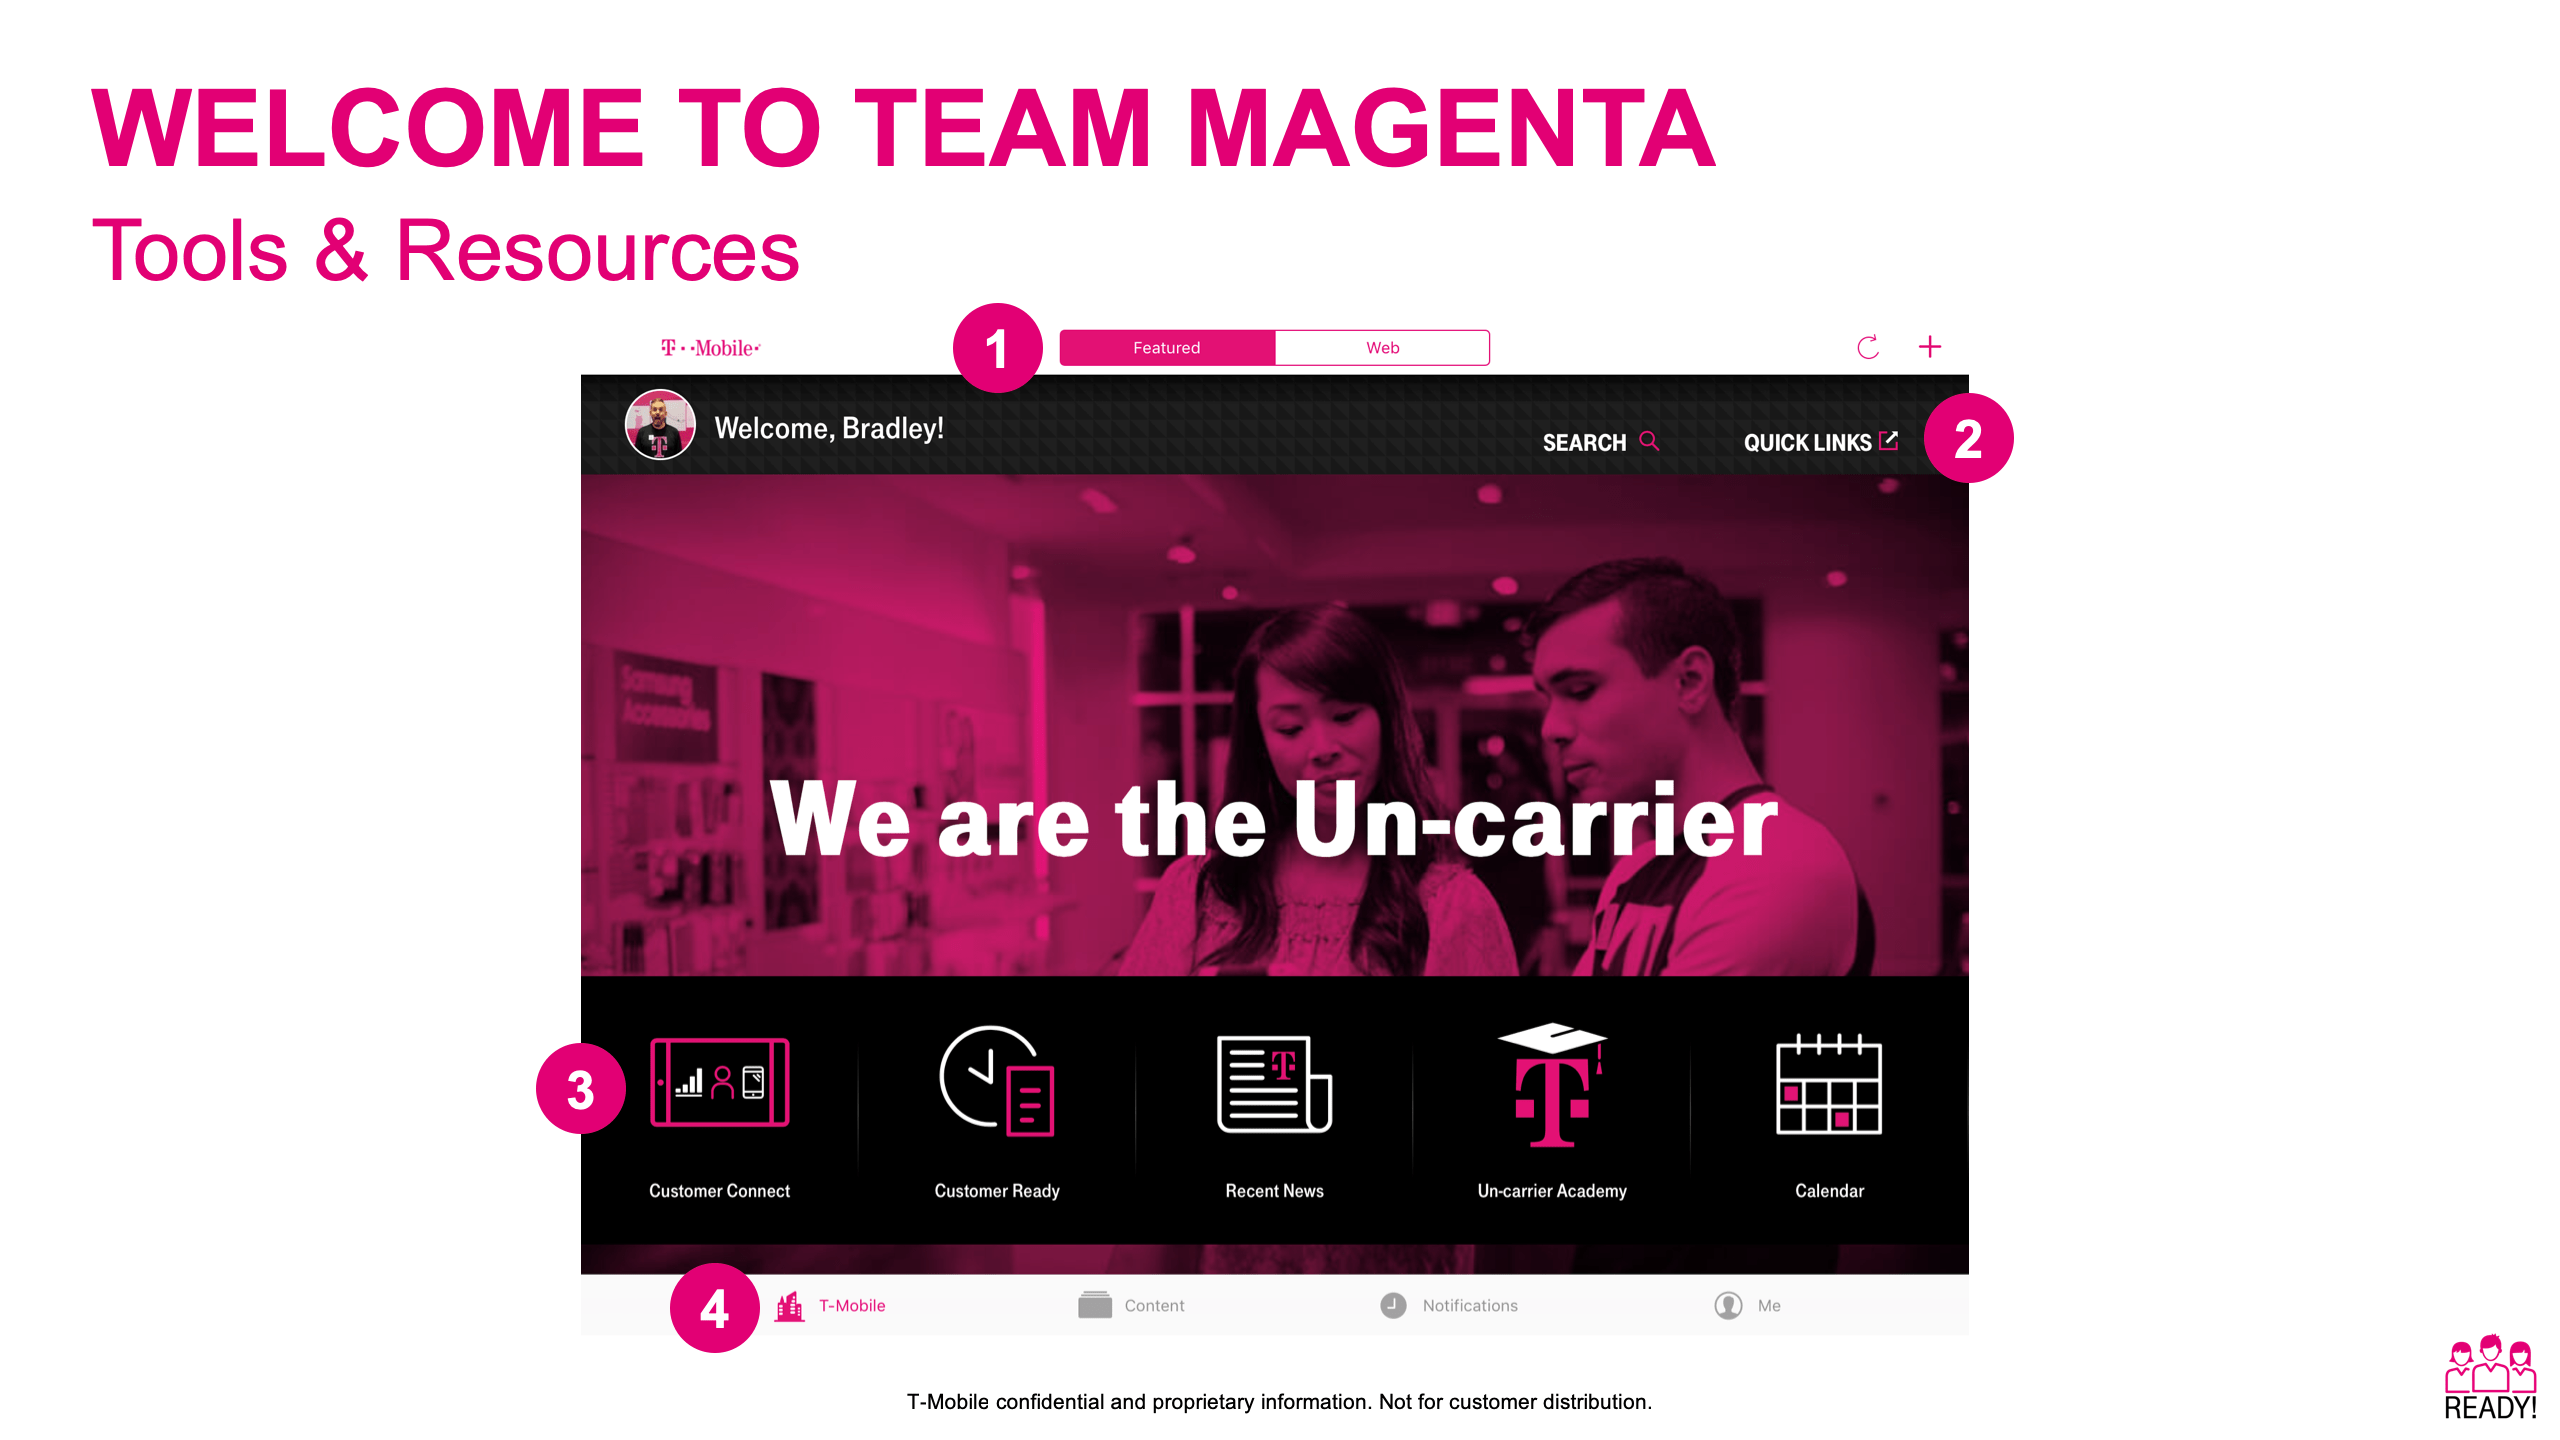 WELCOME TO TEAM MAGENTA
Tools & Resources
T··Mobile·
1
Featured
Web
Welcome, Bradley!
SEARCH
QUICK LINKS
2
Samsung
Accessories
We are the Un-carrier
3
Customer Connect
Customer Ready
Recent News
Un-carrier Academy
Calendar
4
T-Mobile
Content
Notifications
Me
T-Mobile confidential and proprietary information. Not for customer distribution.
READY!